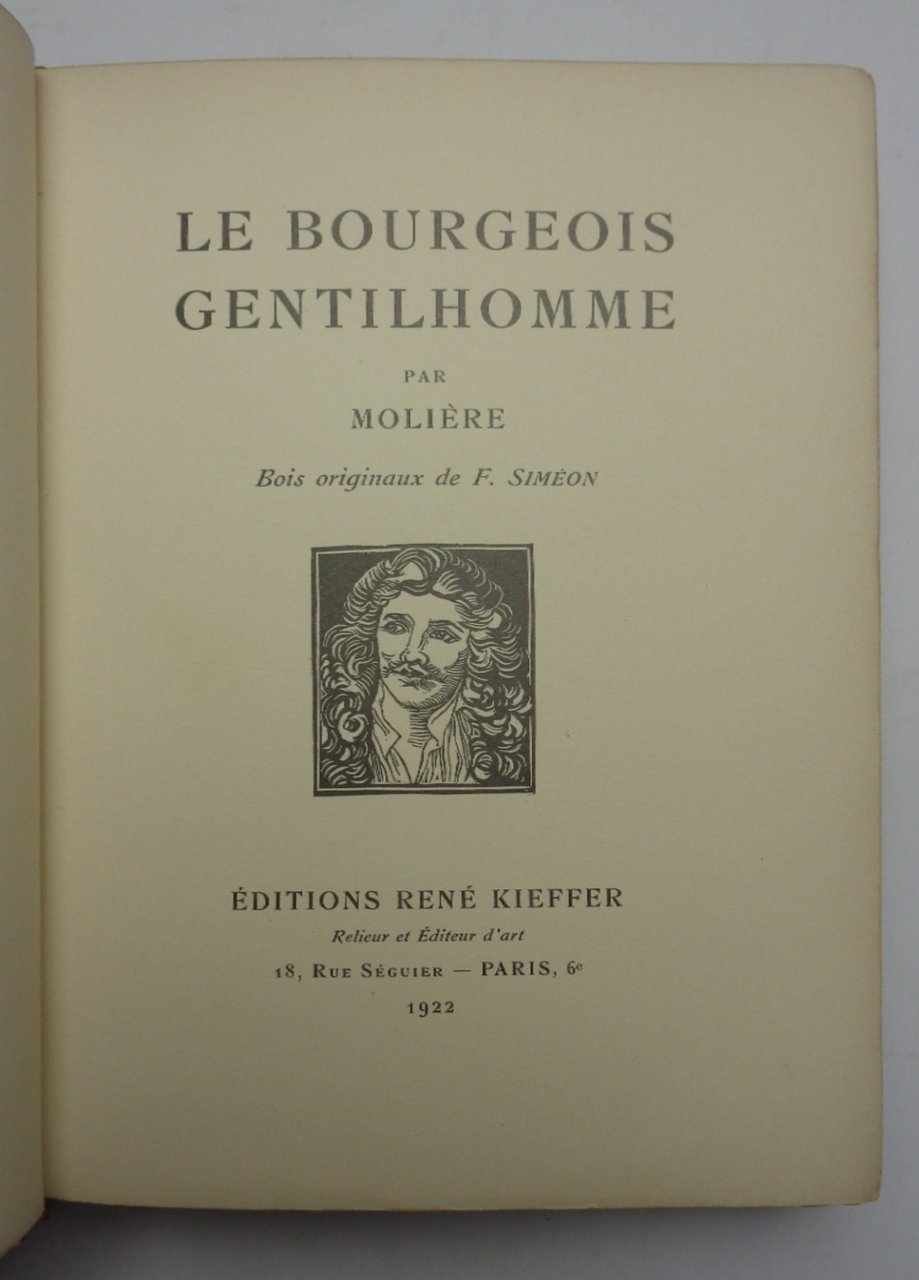 LE BOURGEOIS
GENTILHOMME
PAR
MOLIÈRE
Bois originaux de F. SIMÉON
ÉDITIONS RENÉ KIEFFER
Relieur et Éditeur d'art
18, RUE SÉGUIER — PARIS, 6e
1922